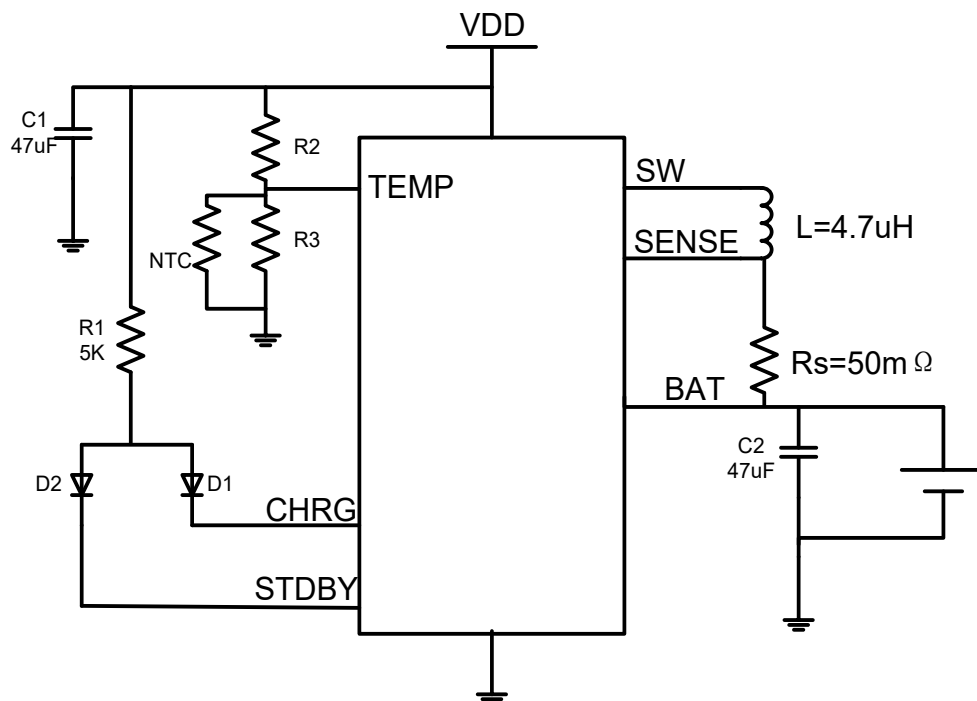 VDD
C1
47uF
R2
TEMP
SW
L=4.7uH
R3
SENSE
NTC
R1
5K
Rs=50mΩ
BAT
C2
47uF
D2
D1
CHRG
STDBY